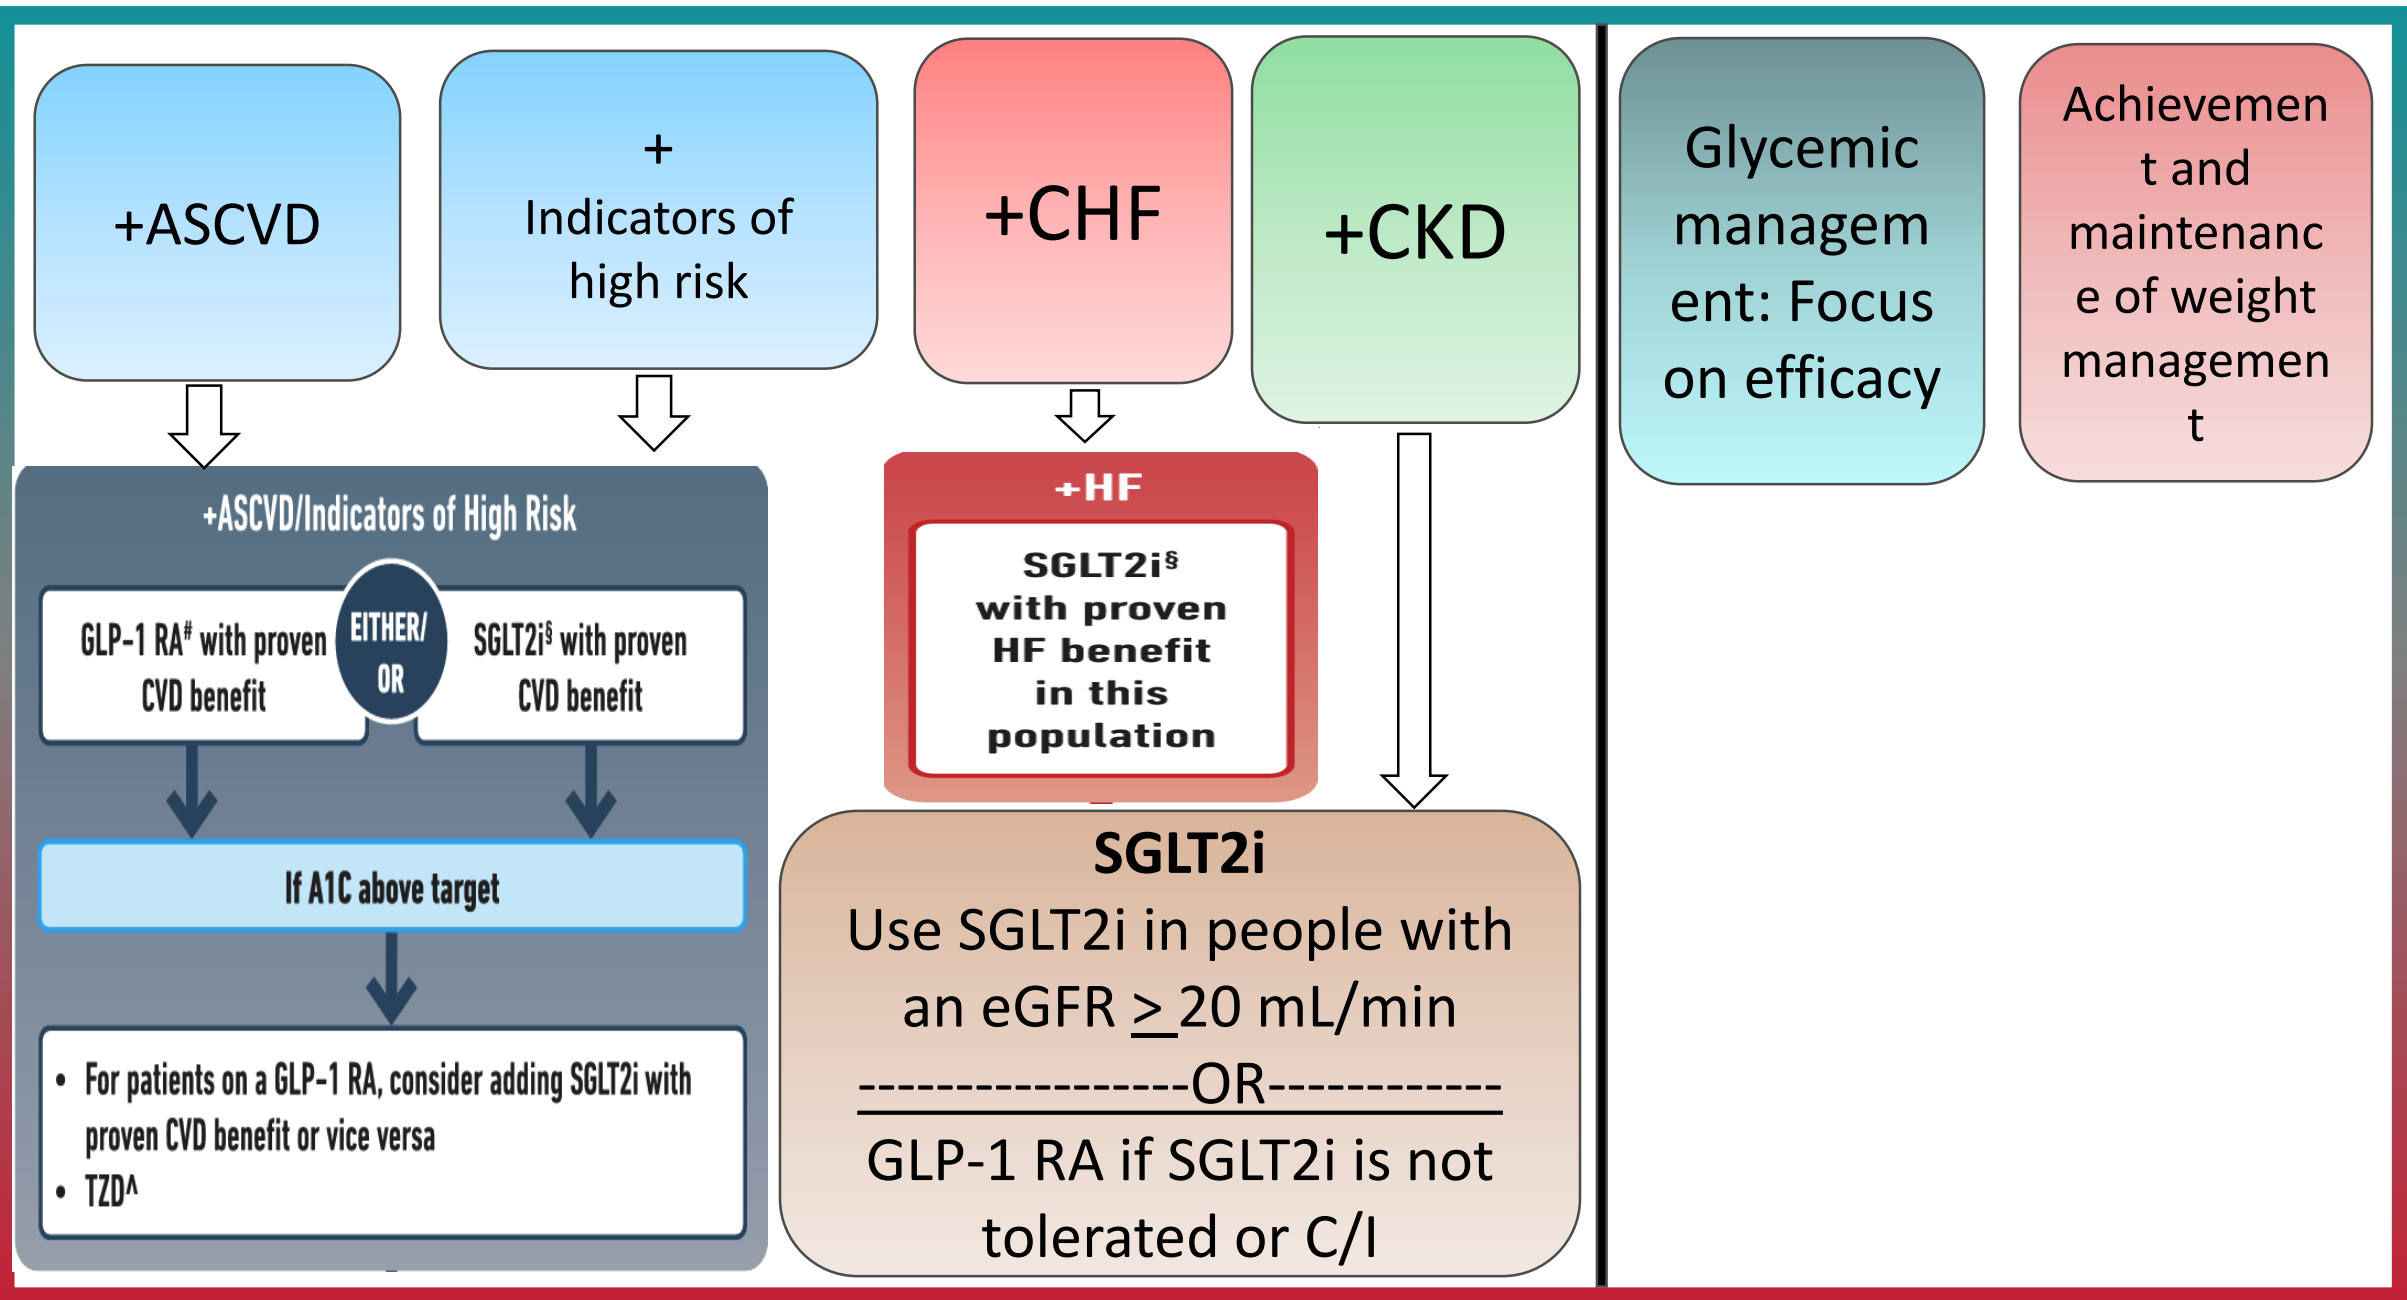 +ASCVD
+
Indicators of
high risk
+CHF
+CKD
Glycemic
managem
ent: Focus
on efficacy
Achievemen
t and
maintenanc
e of weight
managemen
t
+ASCVD/Indicators of High Risk
GLP-1 RA# with proven
CVD benefit
EITHER/
OR
SGLT2i§ with proven
CVD benefit
If A1C above target
• For patients on a GLP-1 RA, consider adding SGLT2i with
proven CVD benefit or vice versa
• TZD^
+HF
SGLT2i§
with proven
HF benefit
in this
population
SGLT2i
Use SGLT2i in people with
an eGFR > 20 mL/min
-----------------OR------------
GLP-1 RA if SGLT2i is not
tolerated or C/I